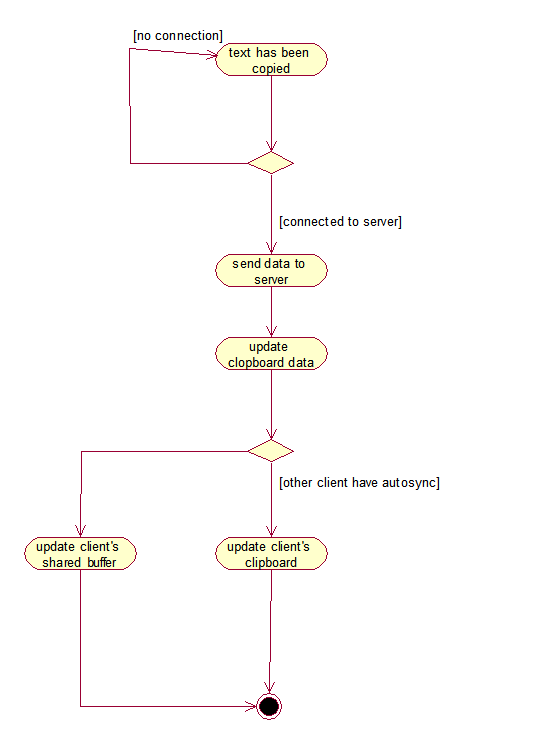 [no connection]
text has been
copied
[connected to server]
send data to
server
update
clopboard data
[other client have autosync]
update client's
shared buffer
update client's
clipboard